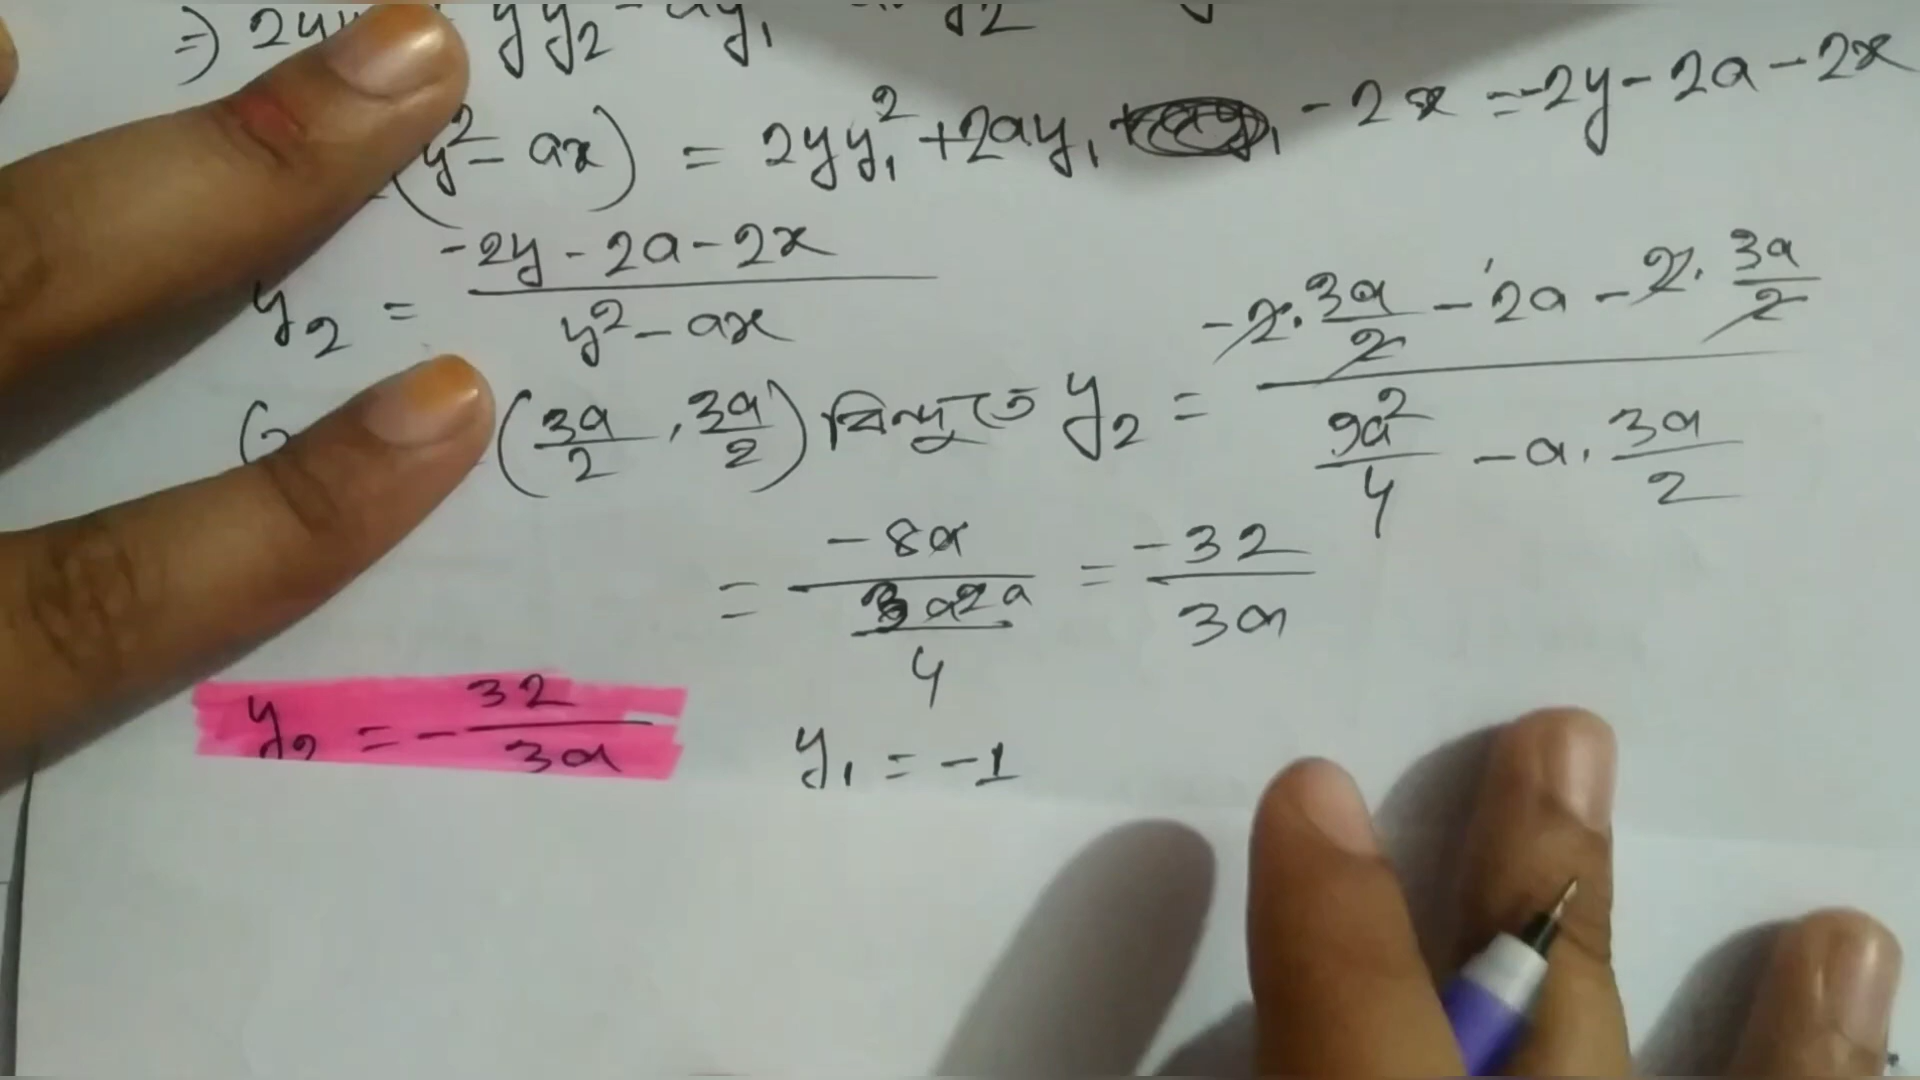 ⇒ 2yy₁ yy₂ - ay₁ y₂
(y² - ax) = 2yy₁² + 2ay₁ - 2x = -2y - 2a - 2x
y₂ = (-2y - 2a - 2x) / (y² - ax)
(3a/2, 3a/2) বিন্দুতে y₂ = (-2·3a/2 - 2a - 2·3a/2) / (9a²/4 - a·3a/2)
= -8a / (3a²/4) = -32/3a
y₂ = -32/3a y₁ = -1